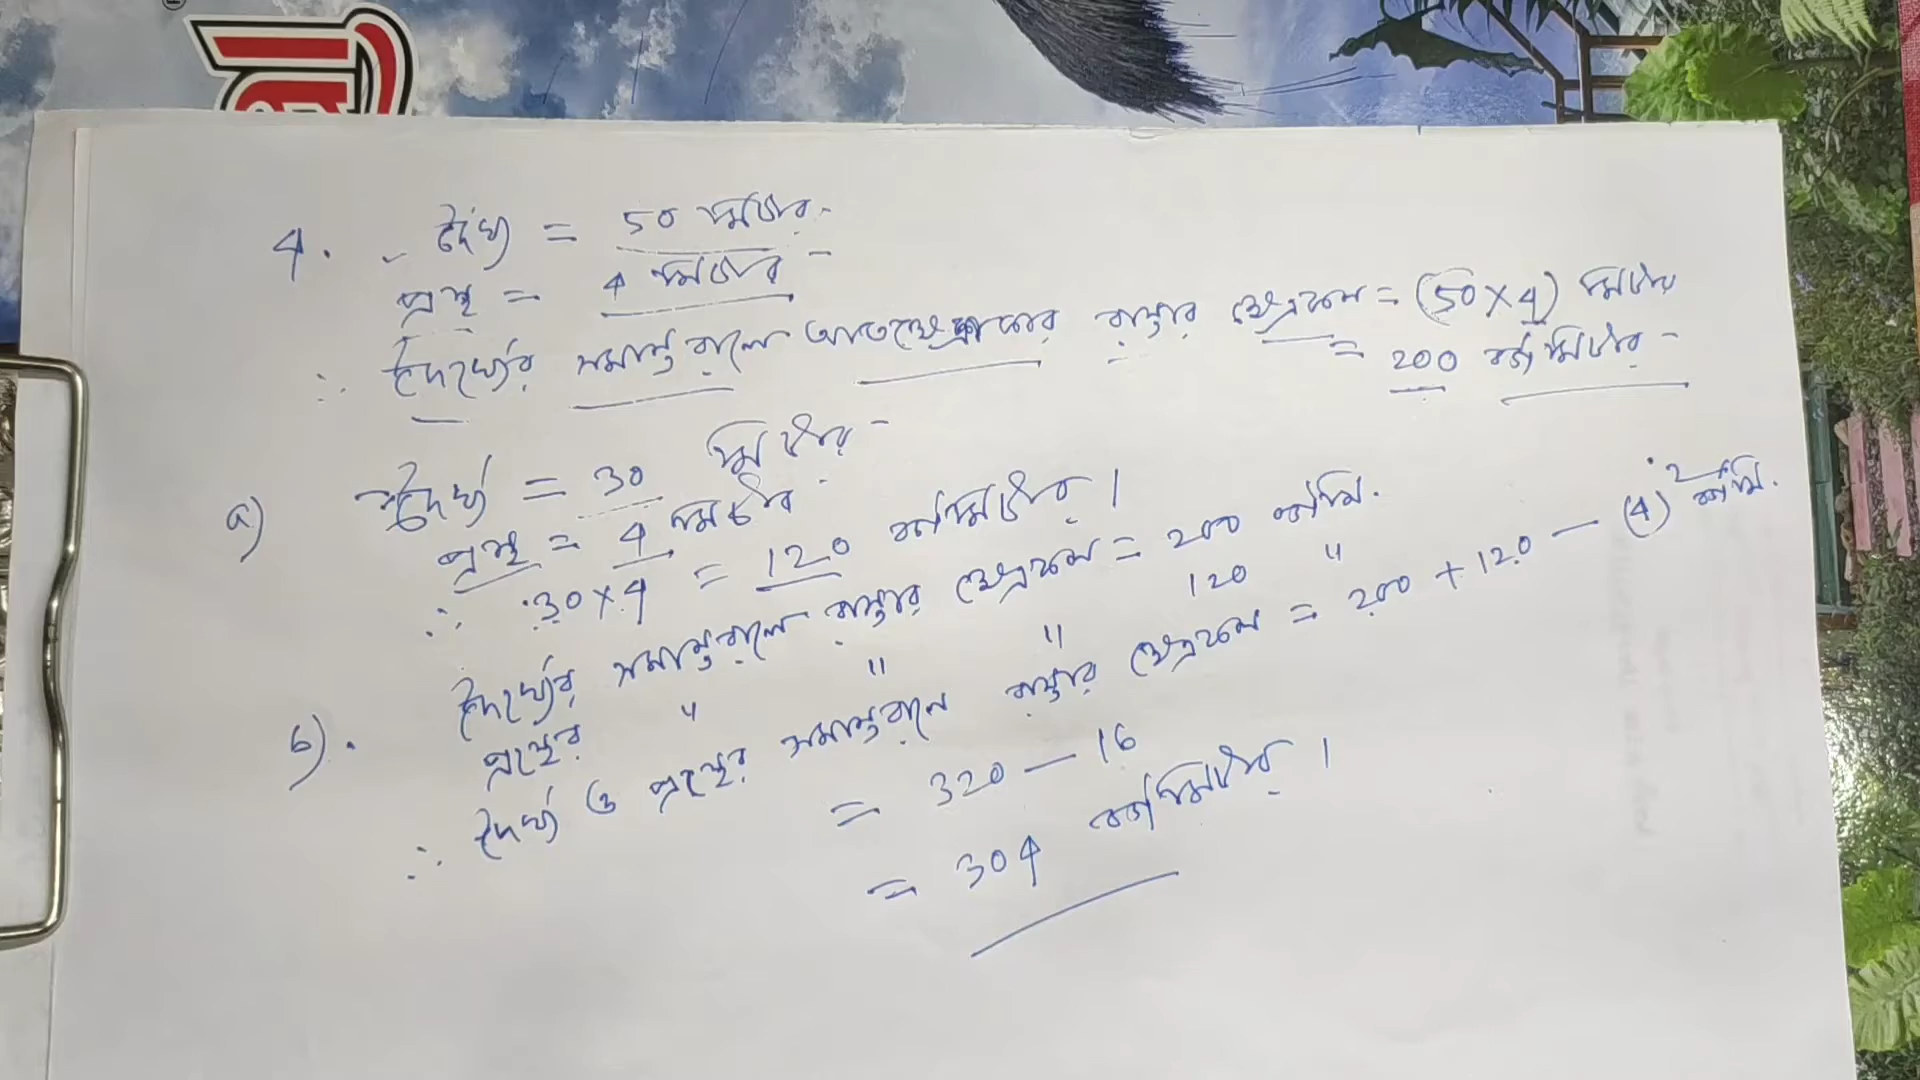 4. দৈর্ঘ্য = 50 মিটার
প্রস্থ = 4 মিটার
∴ দৈর্ঘ্যের সমান্তরালে আয়তক্ষেত্রাকার রাস্তার ক্ষেত্রফল = (50×4) মিটার
= 200 বর্গমিটার
a) দৈর্ঘ্য = 30 মিটার
প্রস্থ = 4 মিটার
∴ 30×4 = 120 বর্গমিটার।
b). দৈর্ঘ্যের সমান্তরালে রাস্তার ক্ষেত্রফল = 200 বর্গমি.
প্রস্থের " " " 120 "
∴ দৈর্ঘ্য ও প্রস্থের সমান্তরালে রাস্তার ক্ষেত্রফল = 200 + 120 − (4)² বর্গমি.
= 320 − 16
= 304 বর্গমিটার।